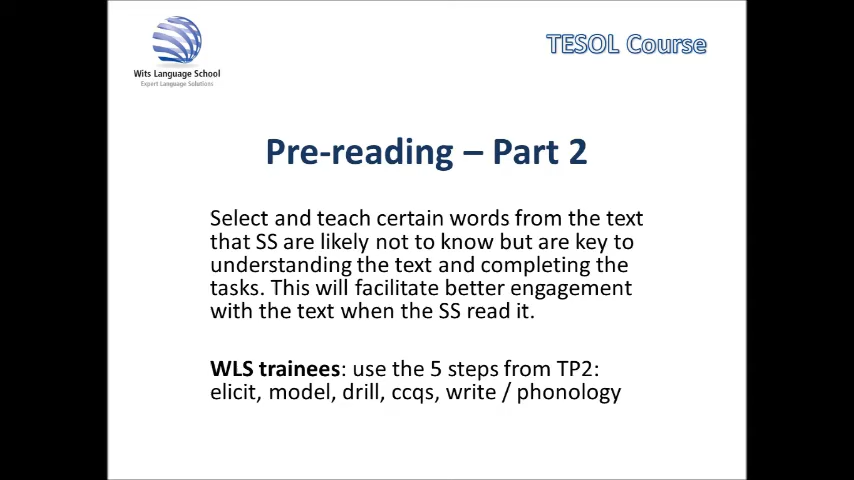 Wits Language School
Expert Language Solutions
TESOL Course
Pre-reading – Part 2
Select and teach certain words from the text
that SS are likely not to know but are key to
understanding the text and completing the
tasks. This will facilitate better engagement
with the text when the SS read it.
WLS trainees: use the 5 steps from TP2:
elicit, model, drill, ccqs, write / phonology